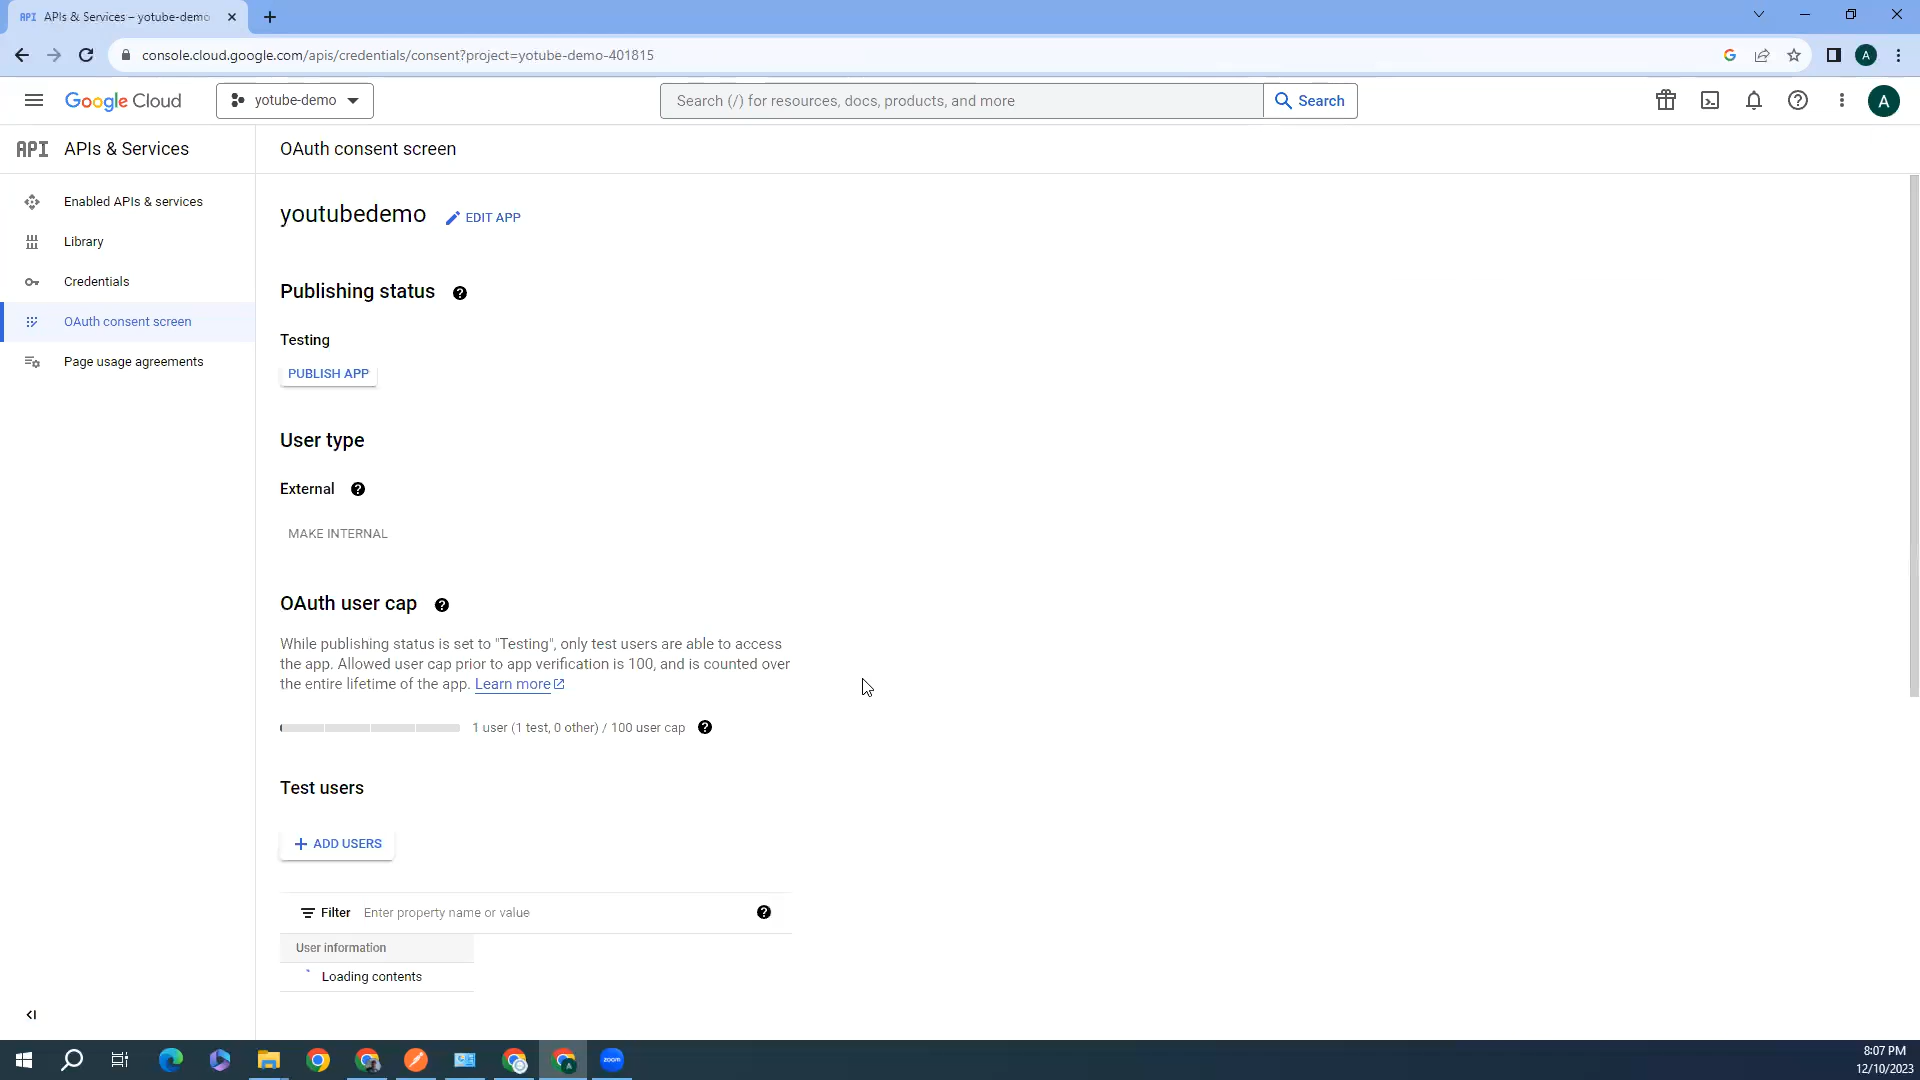 API APIs & Services – yotube-demo
console.cloud.google.com/apis/credentials/consent?project=yotube-demo-401815
A
Google Cloud
yotube-demo
Search (/) for resources, docs, products, and more
Search
A
API APIs & Services
OAuth consent screen
Enabled APIs & services
Library
Credentials
OAuth consent screen
Page usage agreements
youtubedemo
EDIT APP
Publishing status
Testing
PUBLISH APP
User type
External
MAKE INTERNAL
OAuth user cap
While publishing status is set to "Testing", only test users are able to access
the app. Allowed user cap prior to app verification is 100, and is counted over
the entire lifetime of the app. Learn more
1 user (1 test, 0 other) / 100 user cap
Test users
ADD USERS
Filter Enter property name or value
User information
Loading contents
A
zoom
8:07 PM
12/10/2023